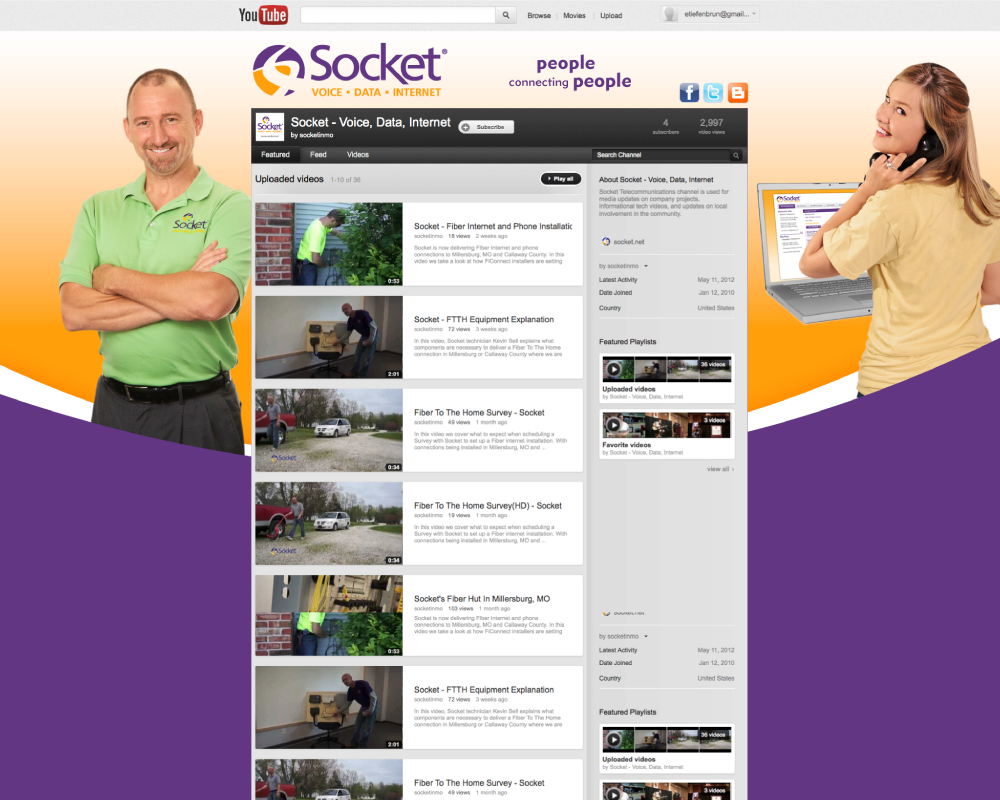 YouTube
Browse | Movies | Upload
etiefenbrun@gmail...
Socket®
VOICE • DATA • INTERNET
people
connecting people
Socket
Socket - Voice, Data, Internet
by socketinmo
Subscribe
4
subscribers
2,997
video views
Featured Feed Videos
Search Channel
Uploaded videos 1-10 of 36
Play all
Socket - Fiber Internet and Phone Installatio
socketinmo 18 views 2 weeks ago
Socket is now delivering Fiber Internet and phone
connections to Millersburg, MO and Callaway County. In this
video we take a look at how FiConnect installers are setting
0:53
Socket - FTTH Equipment Explanation
socketinmo 72 views 3 weeks ago
In this video, Socket technician Kevin Sell explains what
components are necessary to deliver a Fiber To The Home
connection in Millersburg or Callaway County where we are
2:01
Fiber To The Home Survey - Socket
socketinmo 49 views 1 month ago
In this video we cover what to expect when scheduling a
Survey with Socket to set up a Fiber Internet installation. With
connections being installed in Millersburg, MO and ...
Socket
0:34
Fiber To The Home Survey(HD) - Socket
socketinmo 19 views 1 month ago
In this video we cover what to expect when scheduling a
Survey with Socket to set up a Fiber Internet installation. With
connections being installed in Millersburg, MO and ...
Socket
0:34
Socket's Fiber Hut In Millersburg, MO
socketinmo 103 views 1 month ago
Socket is now delivering Fiber Internet and phone
connections to Millersburg, MO and Callaway County. In this
video we take a look at how FiConnect installers are setting
0:53
Socket - FTTH Equipment Explanation
socketinmo 72 views 3 weeks ago
In this video, Socket technician Kevin Sell explains what
components are necessary to deliver a Fiber To The Home
connection in Millersburg or Callaway County where we are
2:01
Fiber To The Home Survey - Socket
socketinmo 49 views 1 month ago
About Socket - Voice, Data, Internet
Socket Telecommunications channel is used for
media updates on company projects,
informational tech videos, and updates on local
involvement in the community.
socket.net
by socketinmo
Latest Activity May 11, 2012
Date Joined Jan 12, 2010
Country United States
Featured Playlists
36 videos
Uploaded videos
by Socket - Voice, Data, Internet
3 videos
Favorite videos
by Socket - Voice, Data, Internet
view all ›
socket.net
by socketinmo
Latest Activity May 11, 2012
Date Joined Jan 12, 2010
Country United States
Featured Playlists
36 videos
Uploaded videos
by Socket - Voice, Data, Internet
3 videos
Socket
Socket